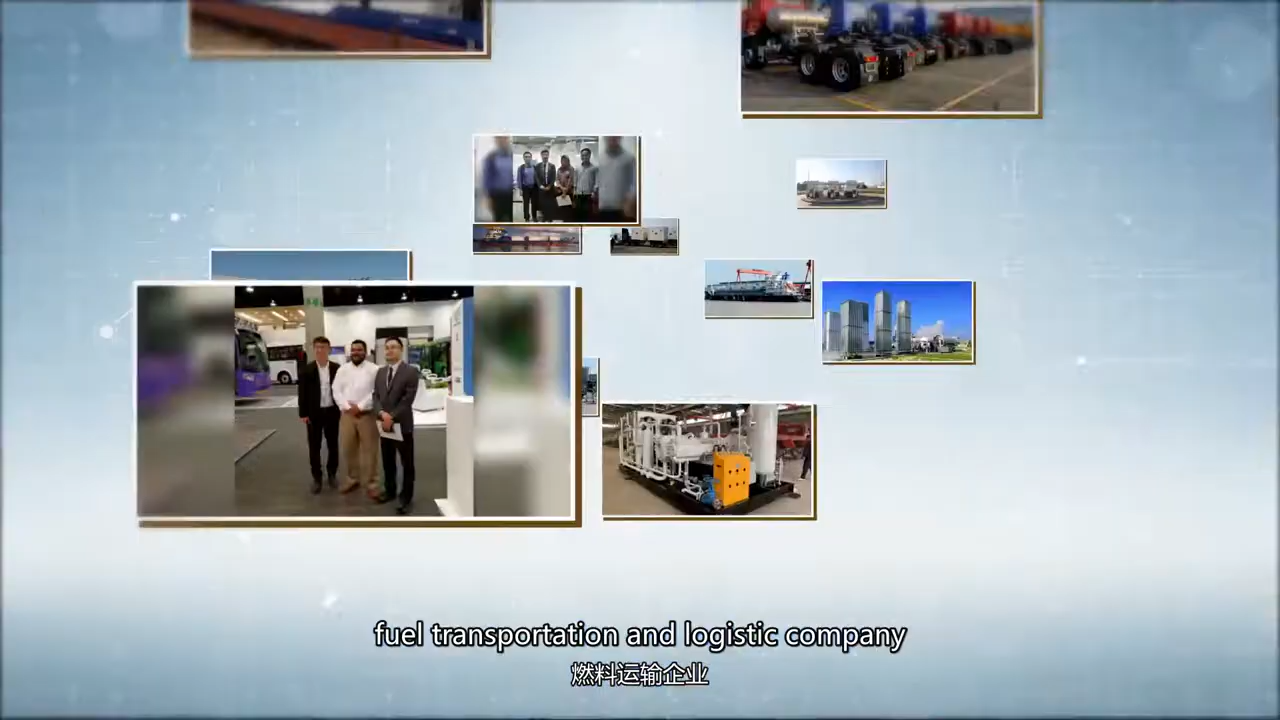 fuel transportation and logistic company
燃料运输企业